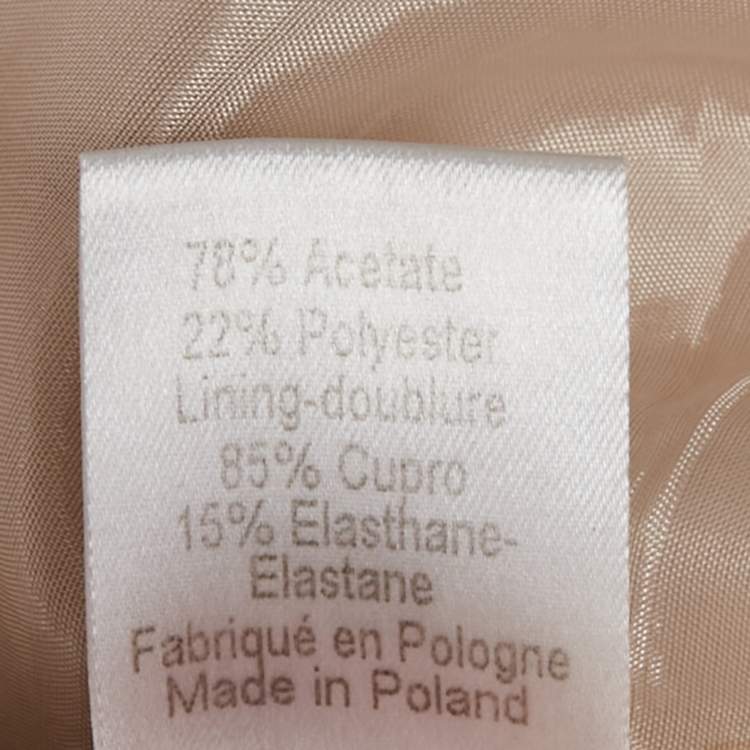 78% Acetate
22% Polyester
Lining-doublure
85% Cupro
15% Elasthane-
Elastane
Fabriqué en Pologne
Made in Poland